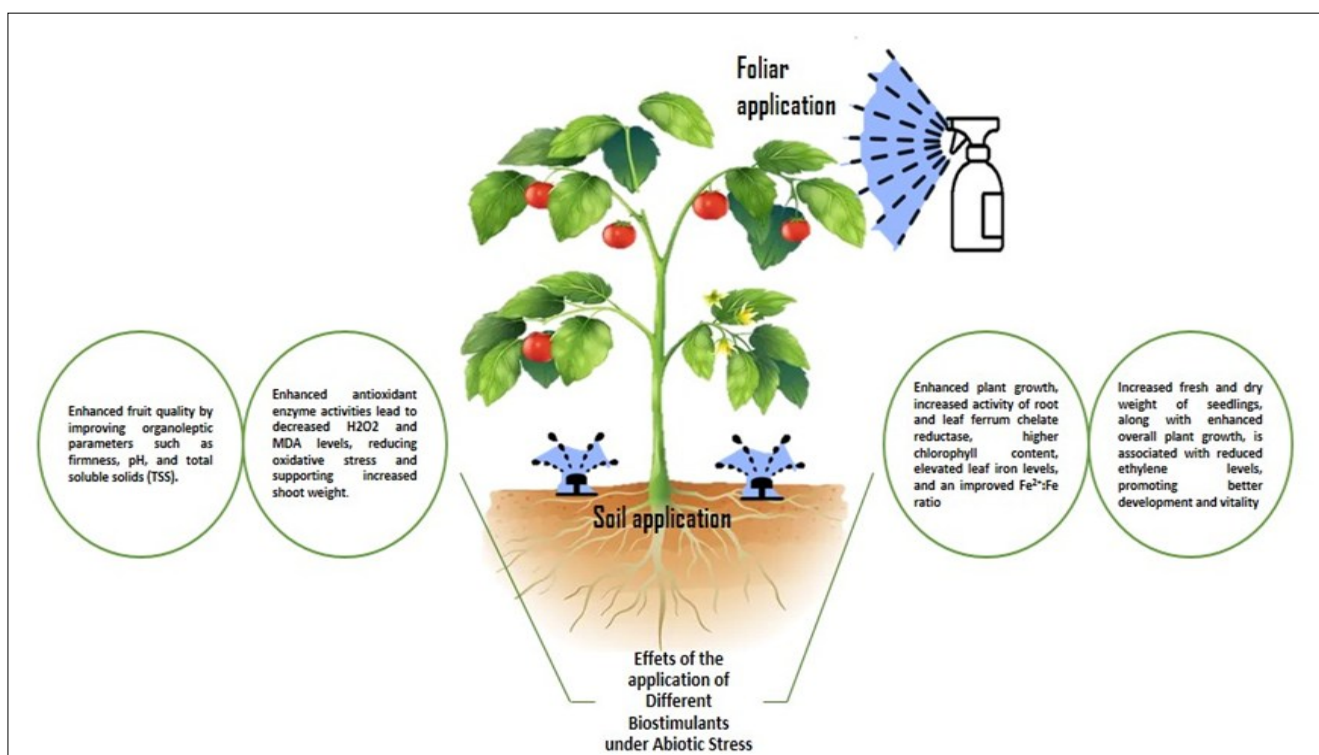 Foliar
application
Enhanced fruit quality by
improving organoleptic
parameters such as
firmness, pH, and total
soluble solids (TSS).
Enhanced antioxidant
enzyme activities lead to
decreased H2O2 and
MDA levels, reducing
oxidative stress and
supporting increased
shoot weight.
Enhanced plant growth,
increased activity of root
and leaf ferrum chelate
reductase, higher
chlorophyll content,
elevated leaf iron levels,
and an improved Fe²⁺:Fe
ratio
Increased fresh and dry
weight of seedlings,
along with enhanced
overall plant growth, is
associated with reduced
ethylene levels,
promoting better
development and vitality
Soil application
Effets of the
application of
Different
Biostimulants
under Abiotic Stress